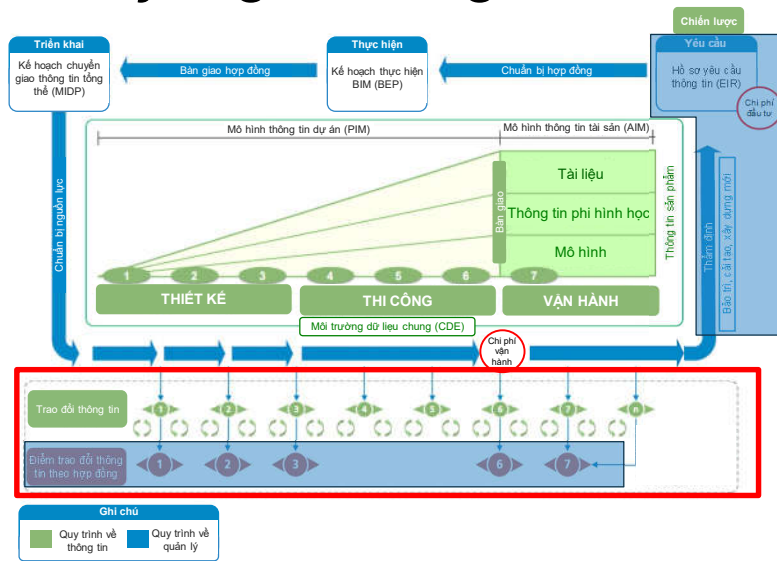 Chiến lược
Triển khai
Kế hoạch chuyển
giao thông tin tổng
thể (MIDP)
Bàn giao hợp đồng
Thực hiện
Kế hoạch thực hiện
BIM (BEP)
Chuẩn bị hợp đồng
Yêu cầu
Hồ sơ yêu cầu
thông tin (EIR)
Chi phí
đầu tư
Mô hình thông tin dự án (PIM)
Mô hình thông tin tài sản (AIM)
Chuẩn bị nguồn lực
Tài liệu
Thông tin phi hình học
Mô hình
Bàn giao
Thông tin sản phẩm
Thẩm định
Bảo trì, cải tạo, xây dựng mới
1 2 3 4 5 6 7
THIẾT KẾ
THI CÔNG
VẬN HÀNH
Môi trường dữ liệu chung (CDE)
Chi phí
vận
hành
Trao đổi thông tin
1 2 3 4 5 6 7 n
Điểm trao đổi thông
tin theo hợp đồng
1 2 3 6 7
Ghi chú
Quy trình về
thông tin
Quy trình về
quản lý